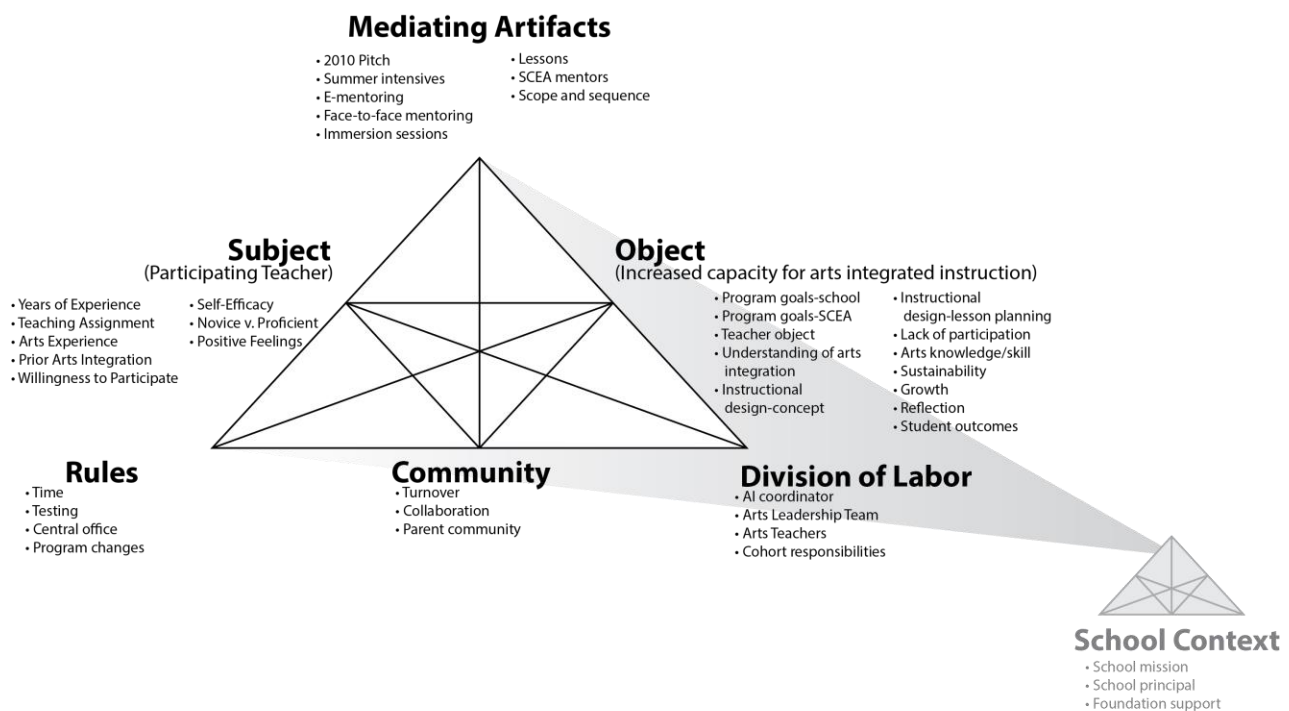 Mediating Artifacts
• 2010 Pitch
• Summer intensives
• E-mentoring
• Face-to-face mentoring
• Immersion sessions
• Lessons
• SCEA mentors
• Scope and sequence
Subject
(Participating Teacher)
• Years of Experience
• Teaching Assignment
• Arts Experience
• Prior Arts Integration
• Willingness to Participate
• Self-Efficacy
• Novice v. Proficient
• Positive Feelings
Object
(Increased capacity for arts integrated instruction)
• Program goals-school
• Program goals-SCEA
• Teacher object
• Understanding of arts
integration
• Instructional
design-concept
• Instructional
design-lesson planning
• Lack of participation
• Arts knowledge/skill
• Sustainability
• Growth
• Reflection
• Student outcomes
Rules
• Time
• Testing
• Central office
• Program changes
Community
• Turnover
• Collaboration
• Parent community
Division of Labor
• AI coordinator
• Arts Leadership Team
• Arts Teachers
• Cohort responsibilities
School Context
• School mission
• School principal
• Foundation support